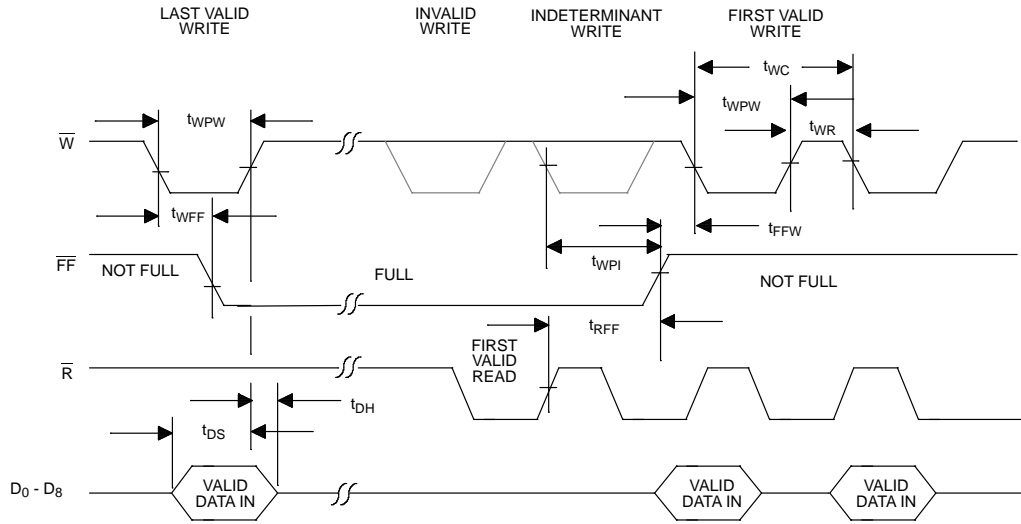 LAST VALID
WRITE
INVALID
WRITE
INDETERMINANT
WRITE
FIRST VALID
WRITE
tWC
tWPW
tWPW
tWR
W̅
tWFF
tFFW
tWPI
F̅F̅
NOT FULL
FULL
NOT FULL
tRFF
FIRST
VALID
READ
R̅
tDH
tDS
D0 - D8
VALID
DATA IN
VALID
DATA IN
VALID
DATA IN